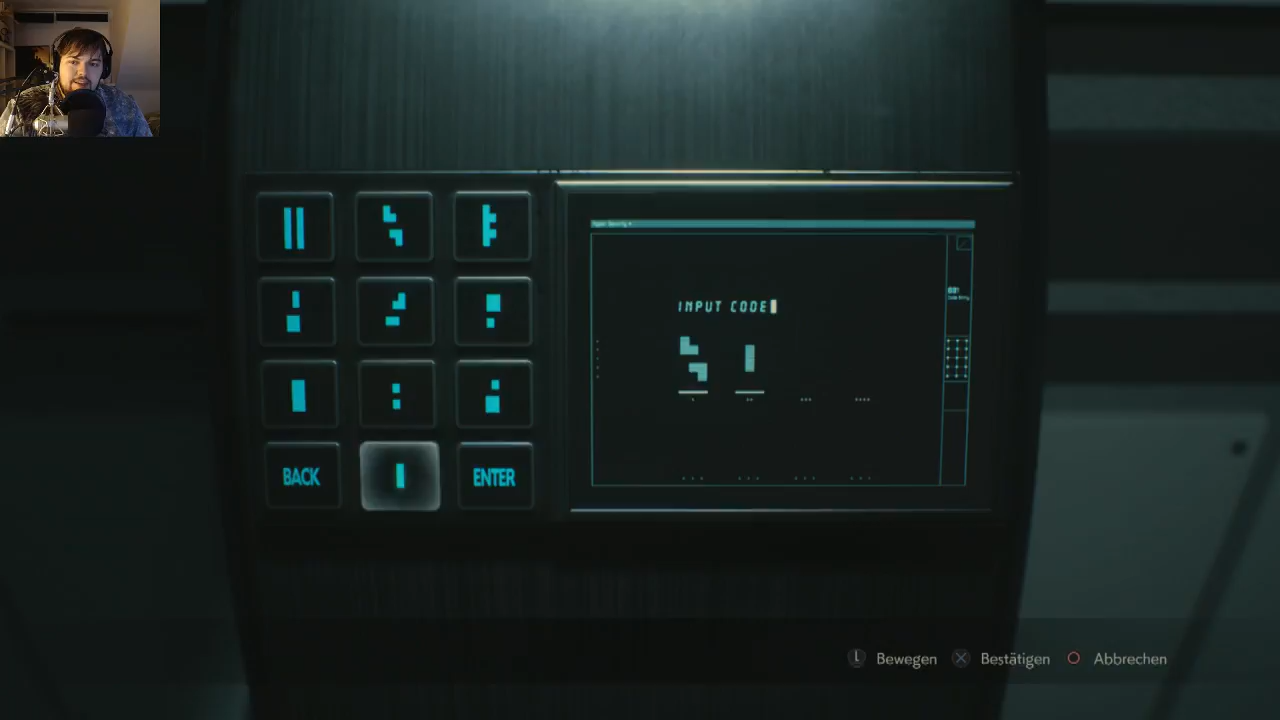 INPUT CODE
BACK
ENTER
Bewegen
Bestätigen
Abbrechen